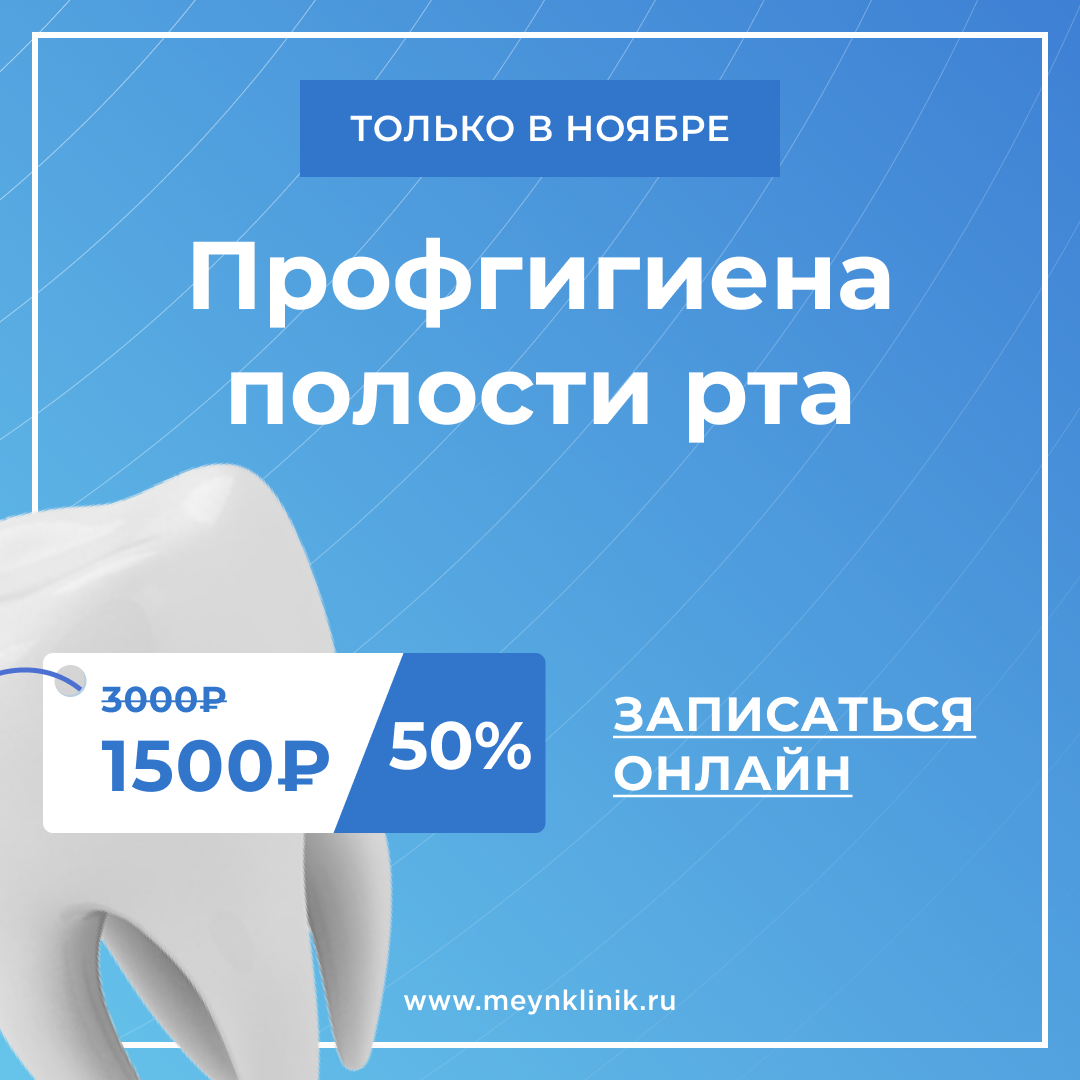 ТОЛЬКО В НОЯБРЕ
Профгигиена
полости рта
3000₽
1500₽
50%
ЗАПИСАТЬСЯ
ОНЛАЙН
www.meynklinik.ru